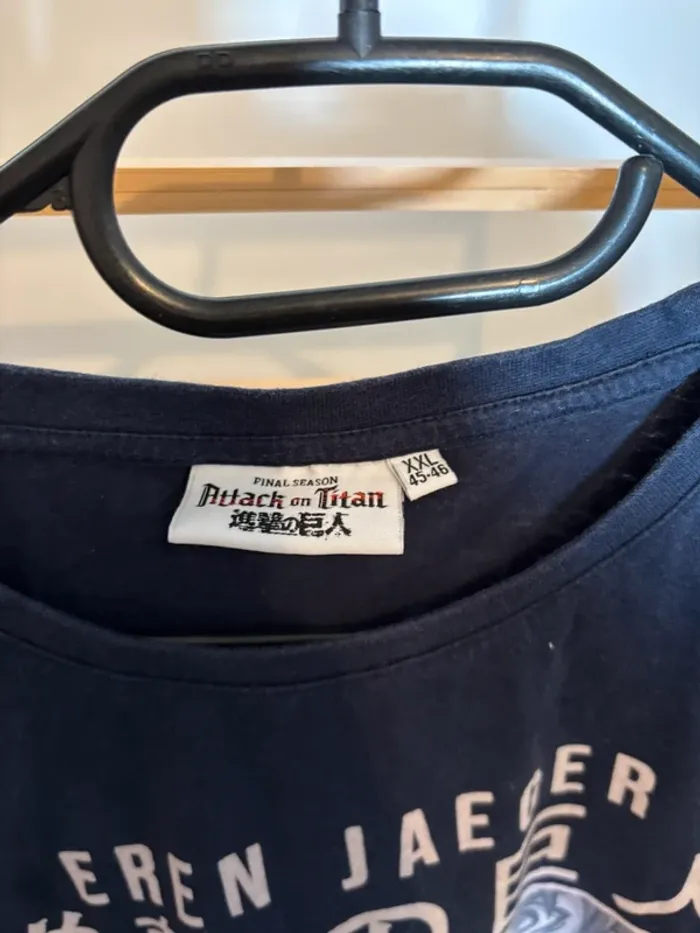 FINAL SEASON
Attack on Titan
進撃の巨人
XXL
45-46
EREN JAEGER